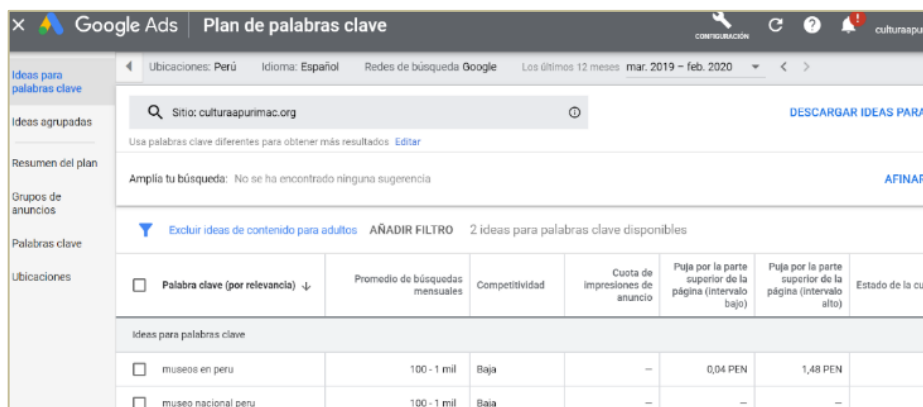 × Google Ads | Plan de palabras clave
CONFIGURACIÓN
culturaapu
Ideas para
palabras clave
Ideas agrupadas
Resumen del plan
Grupos de
anuncios
Palabras clave
Ubicaciones
Ubicaciones: Perú Idioma: Español Redes de búsqueda Google Los últimos 12 meses mar. 2019 – feb. 2020 < >
Sitio: culturaapurimac.org
DESCARGAR IDEAS PARA
Usa palabras clave diferentes para obtener más resultados Editar
Amplía tu búsqueda: No se ha encontrado ninguna sugerencia
AFINAR
Excluir ideas de contenido para adultos AÑADIR FILTRO 2 ideas para palabras clave disponibles
Palabra clave (por relevancia) ↓
Promedio de búsquedas
mensuales
Competitividad
Cuota de
impresiones de
anuncio
Puja por la parte
superior de la
página (intervalo
bajo)
Puja por la parte
superior de la
página (intervalo
alto)
Estado de la cu
Ideas para palabras clave
museos en peru 100 - 1 mil Baja – 0,04 PEN 1,48 PEN
museo nacional peru 100 - 1 mil Baja – – –